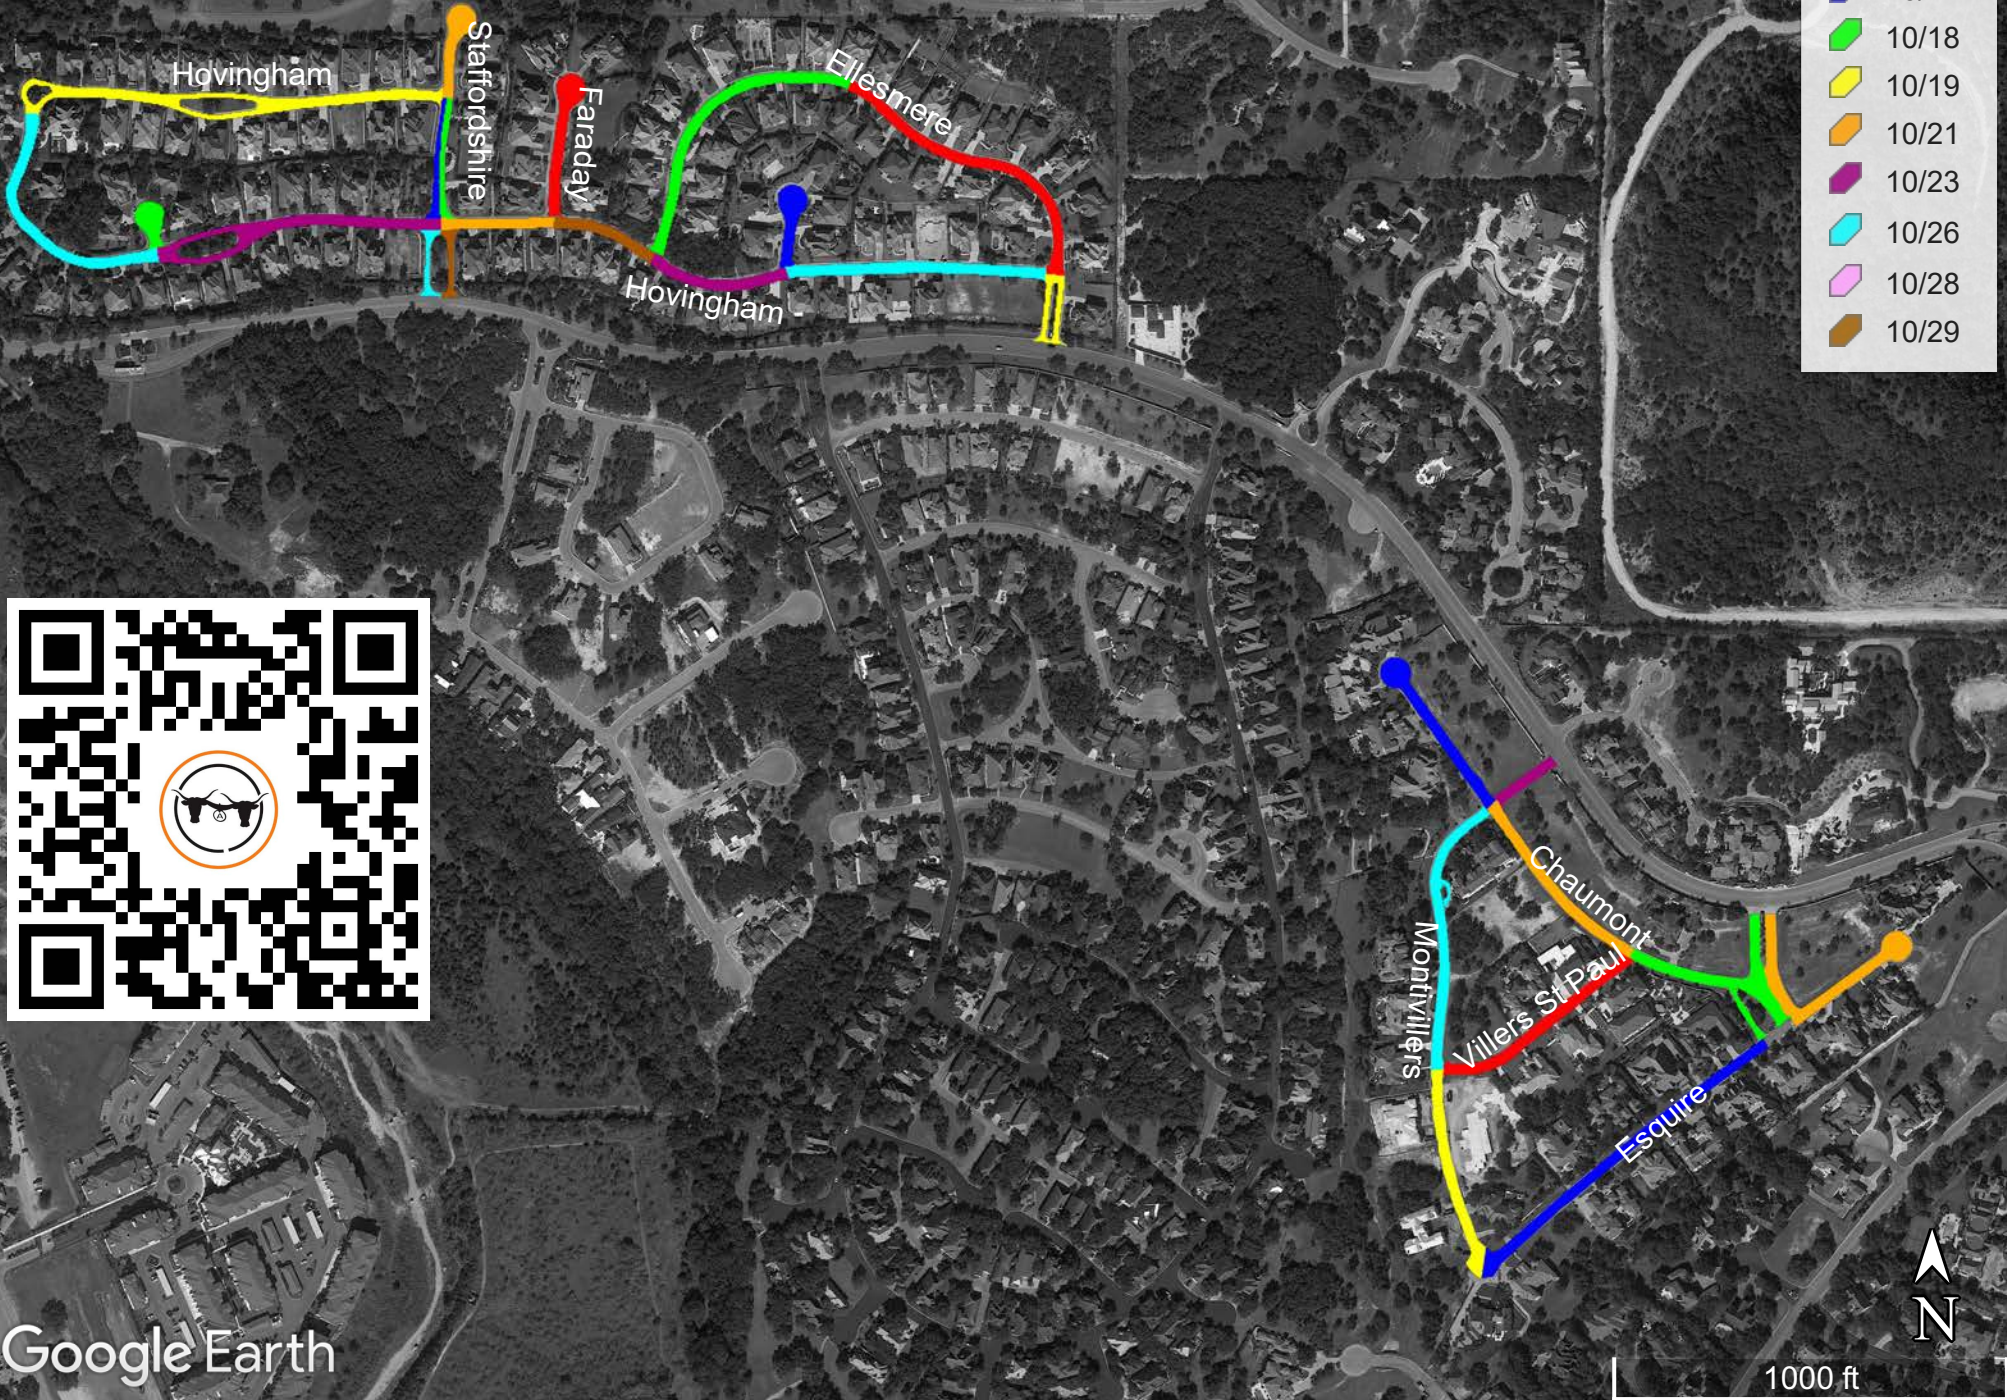 10/18
10/19
10/21
10/23
10/26
10/28
10/29
Hovingham
Staffordshire
Faraday
Ellesmere
Hovingham
Chaumont
Montivillers
Villers St Paul
Esquire
N
Google Earth
1000 ft